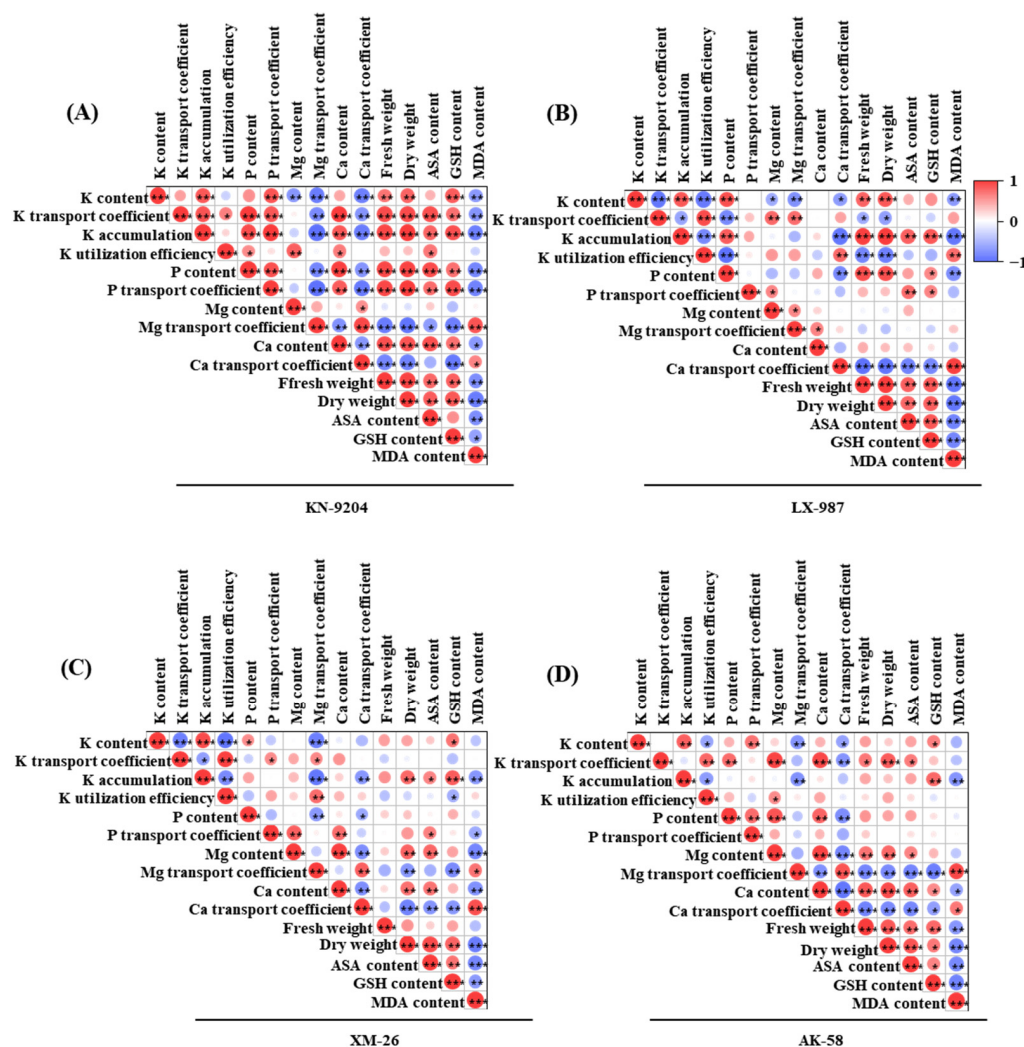 (A)
K content
K transport coefficient
K accumulation
K utilization efficiency
P content
P transport coefficient
Mg content
Mg transport coefficient
Ca content
Ca transport coefficient
Fresh weight
Dry weight
ASA content
GSH content
MDA content
K content
K transport coefficient
K accumulation
K utilization efficiency
P content
P transport coefficient
Mg content
Mg transport coefficient
Ca content
Ca transport coefficient
Ffresh weight
Dry weight
ASA content
GSH content
MDA content
KN-9204
(B)
K content
K transport coefficient
K accumulation
K utilization efficiency
P content
P transport coefficient
Mg content
Mg transport coefficient
Ca content
Ca transport coefficient
Fresh weight
Dry weight
ASA content
GSH content
MDA content
K content
K transport coefficient
K accumulation
K utilization efficiency
P content
P transport coefficient
Mg content
Mg transport coefficient
Ca content
Ca transport coefficient
Fresh weight
Dry weight
ASA content
GSH content
MDA content
LX-987
1
0
−1
(C)
K content
K transport coefficient
K accumulation
K utilization efficiency
P content
P transport coefficient
Mg content
Mg transport coefficient
Ca content
Ca transport coefficient
Fresh weight
Dry weight
ASA content
GSH content
MDA content
K content
K transport coefficient
K accumulation
K utilization efficiency
P content
P transport coefficient
Mg content
Mg transport coefficient
Ca content
Ca transport coefficient
Fresh weight
Dry weight
ASA content
GSH content
MDA content
XM-26
(D)
K content
K transport coefficient
K accumulation
K utilization efficiency
P content
P transport coefficient
Mg content
Mg transport coefficient
Ca content
Ca transport coefficient
Fresh weight
Dry weight
ASA content
GSH content
MDA content
K content
K transport coefficient
K accumulation
K utilization efficiency
P content
P transport coefficient
Mg content
Mg transport coefficient
Ca content
Ca transport coefficient
Fresh weight
Dry weight
ASA content
GSH content
MDA content
AK-58